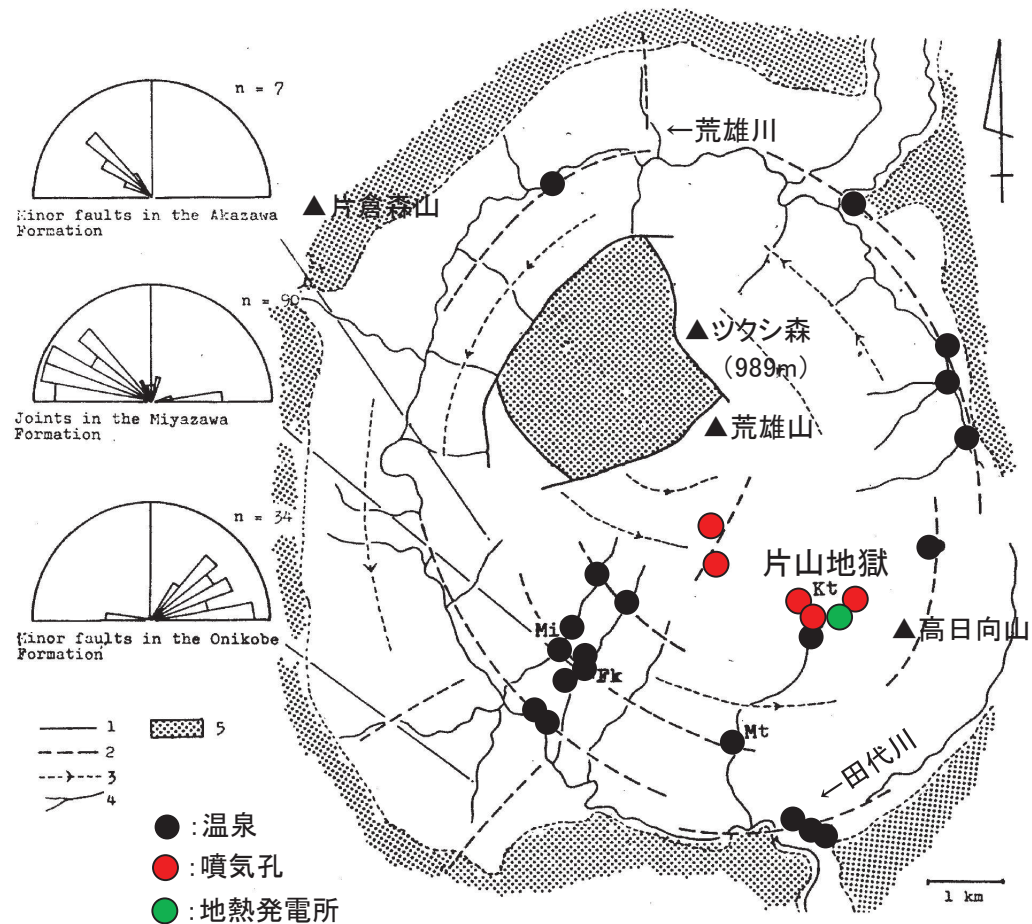 n = 7
Minor faults in the Akazawa
Formation
n = 90
Joints in the Miyazawa
Formation
n = 34
Minor faults in the Onikobe
Formation
1
2
3
4
5
●:温泉
●:噴気孔
●:地熱発電所
←荒雄川
▲片倉森山
▲ツクシ森
(989m)
▲荒雄山
片山地獄
Kt
▲高日向山
Mi
Fk
Mt
←田代川
1 km